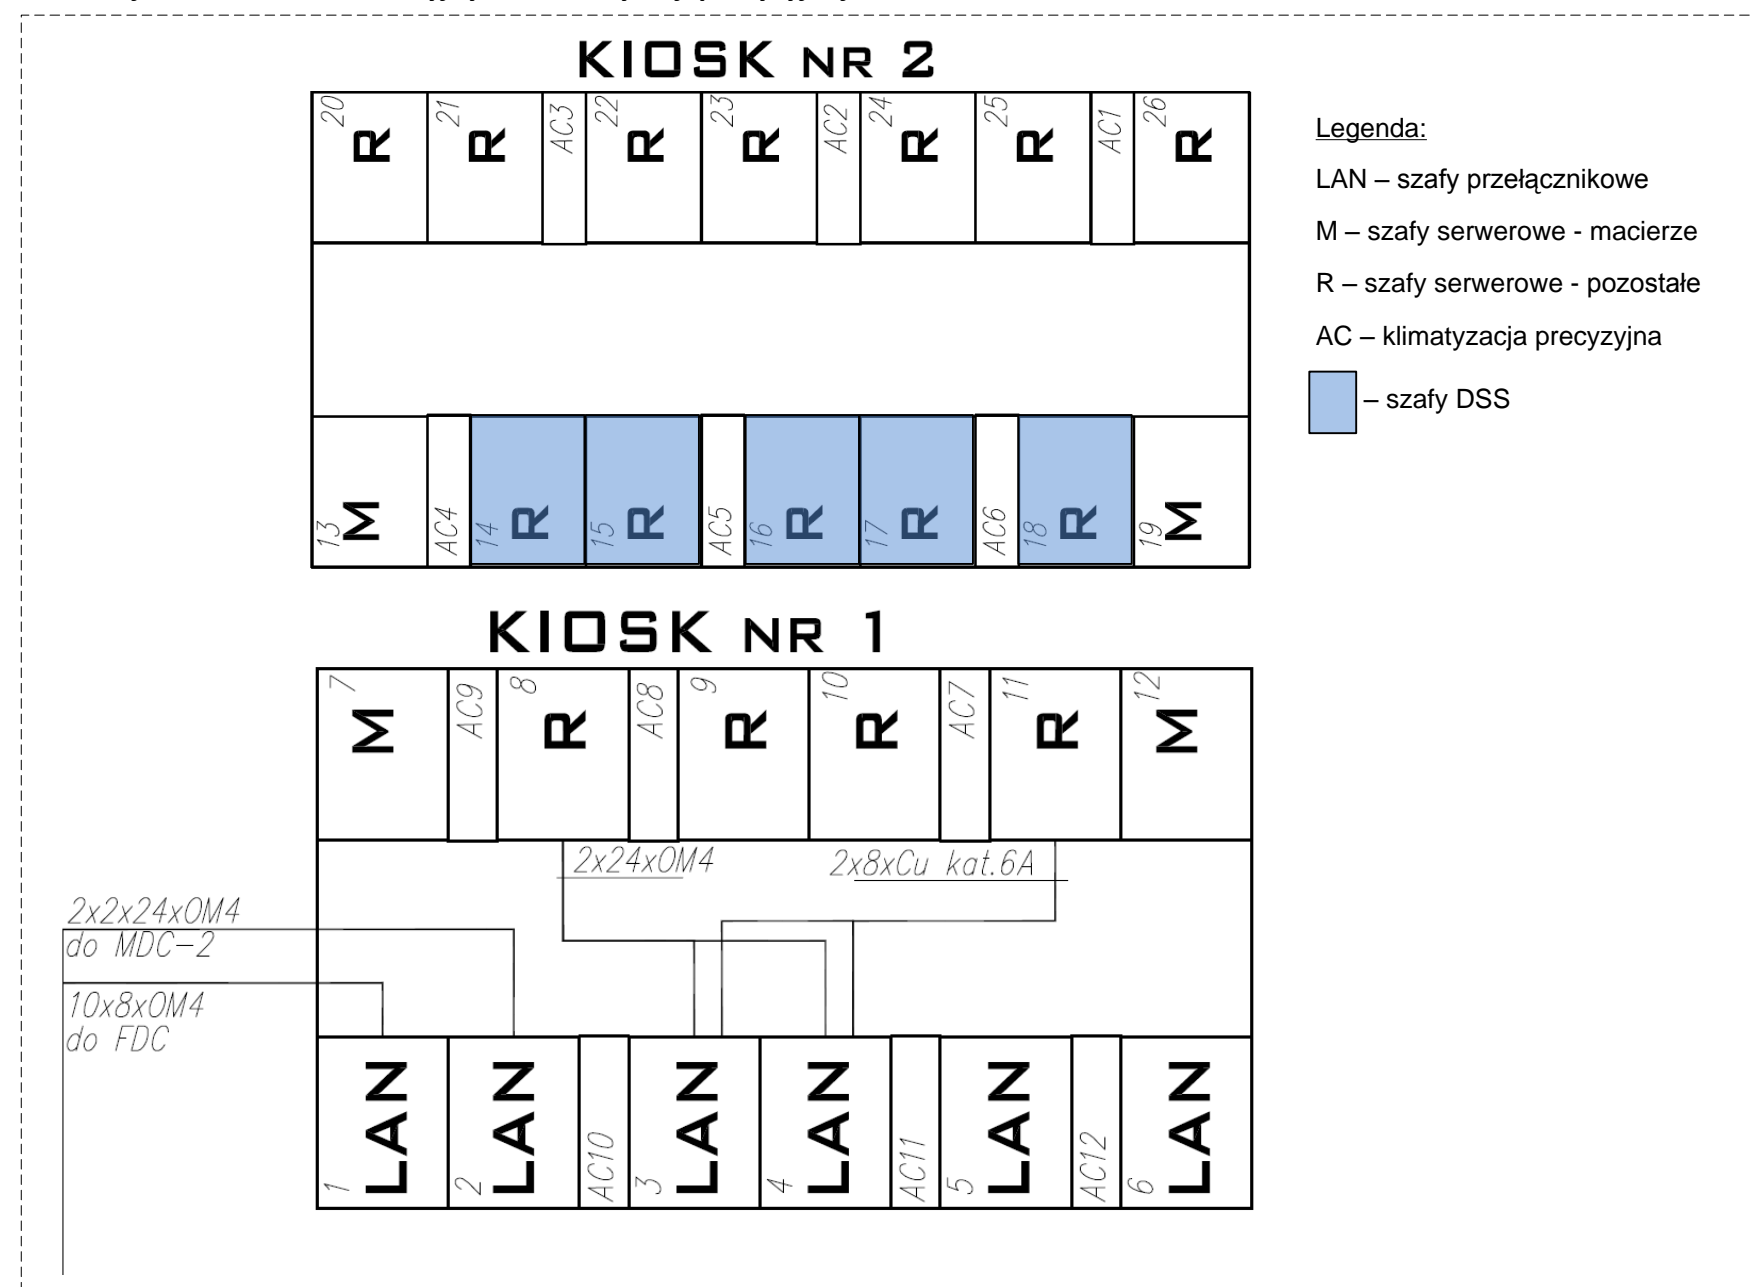 KIOSK NR 2
20 R
21 R
AC3
22 R
23 R
AC2
24 R
25 R
AC1
26 R
13 M
AC4
14 R
15 R
AC5
16 R
17 R
AC6
18 R
19 M
Legenda:
LAN – szafy przełącznikowe
M – szafy serwerowe - macierze
R – szafy serwerowe - pozostałe
AC – klimatyzacja precyzyjna
– szafy DSS
KIOSK NR 1
7 M
AC9
8 R
AC8
9 R
10 R
AC7
11 R
12 M
2x24xOM4
2x8xCu kat.6A
2x2x24xOM4
do MDC-2
10x8xOM4
do FDC
1 LAN
2 LAN
AC10
3 LAN
4 LAN
AC11
5 LAN
AC12
6 LAN